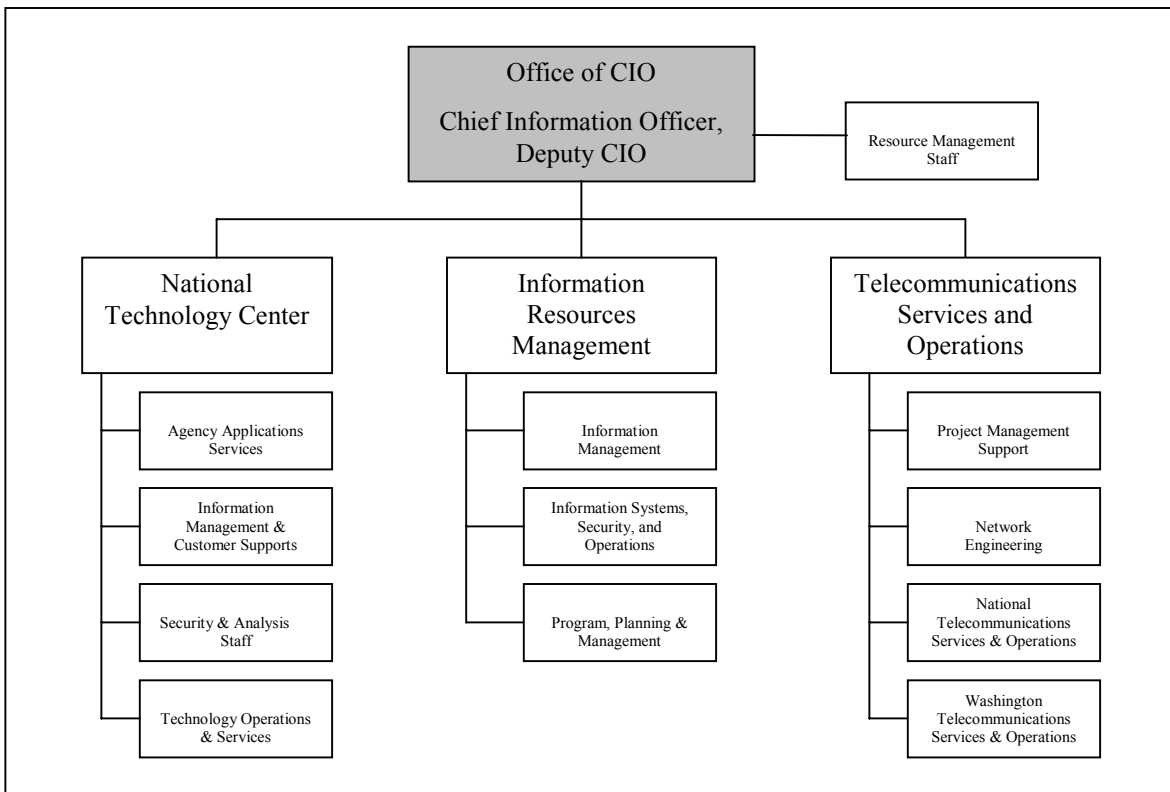 Office of CIO
Chief Information Officer,
Deputy CIO
Resource Management
Staff
National
Technology Center
Agency Applications
Services
Information
Management &
Customer Supports
Security & Analysis
Staff
Technology Operations
& Services
Information
Resources
Management
Information
Management
Information Systems,
Security, and
Operations
Program, Planning &
Management
Telecommunications
Services and
Operations
Project Management
Support
Network
Engineering
National
Telecommunications
Services & Operations
Washington
Telecommunications
Services & Operations